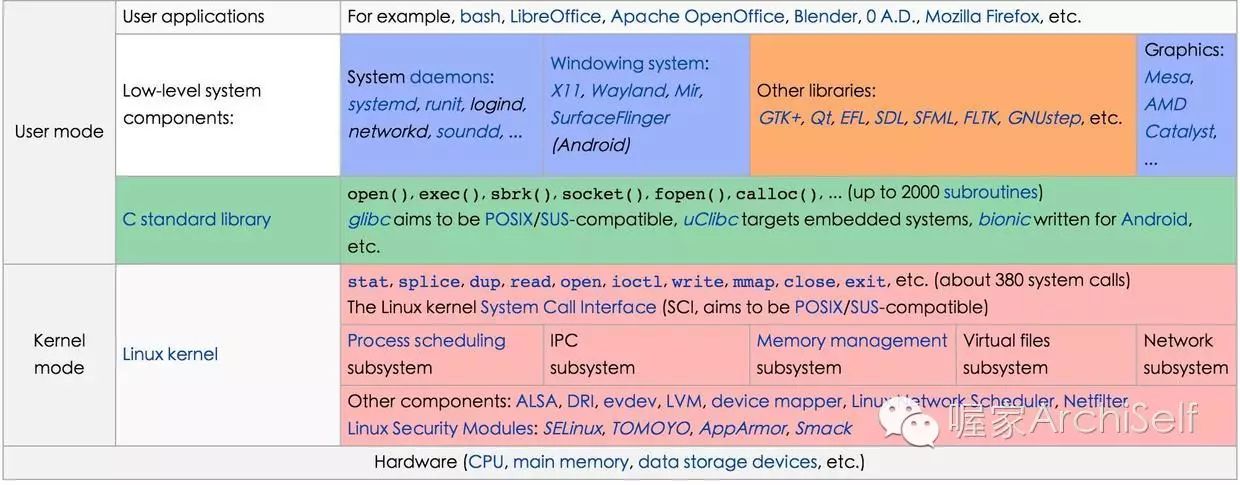 User applications
For example, bash, LibreOffice, Apache OpenOffice, Blender, 0 A.D., Mozilla Firefox, etc.
User mode
Low-level system
components:
System daemons:
systemd, runit, logind,
networkd, soundd, ...
Windowing system:
X11, Wayland, Mir,
SurfaceFlinger
(Android)
Other libraries:
GTK+, Qt, EFL, SDL, SFML, FLTK, GNUstep, etc.
Graphics:
Mesa,
AMD
Catalyst,
...
C standard library
open(), exec(), sbrk(), socket(), fopen(), calloc(), ... (up to 2000 subroutines)
glibc aims to be POSIX/SUS-compatible, uClibc targets embedded systems, bionic written for Android,
etc.
Kernel
mode
Linux kernel
stat, splice, dup, read, open, ioctl, write, mmap, close, exit, etc. (about 380 system calls)
The Linux kernel System Call Interface (SCI, aims to be POSIX/SUS-compatible)
Process scheduling
subsystem
IPC
subsystem
Memory management
subsystem
Virtual files
subsystem
Network
subsystem
Other components: ALSA, DRI, evdev, LVM, device mapper, Linux Network Scheduler, Netfilter
Linux Security Modules: SELinux, TOMOYO, AppArmor, Smack
喔家ArchiSelf
Hardware (CPU, main memory, data storage devices, etc.)